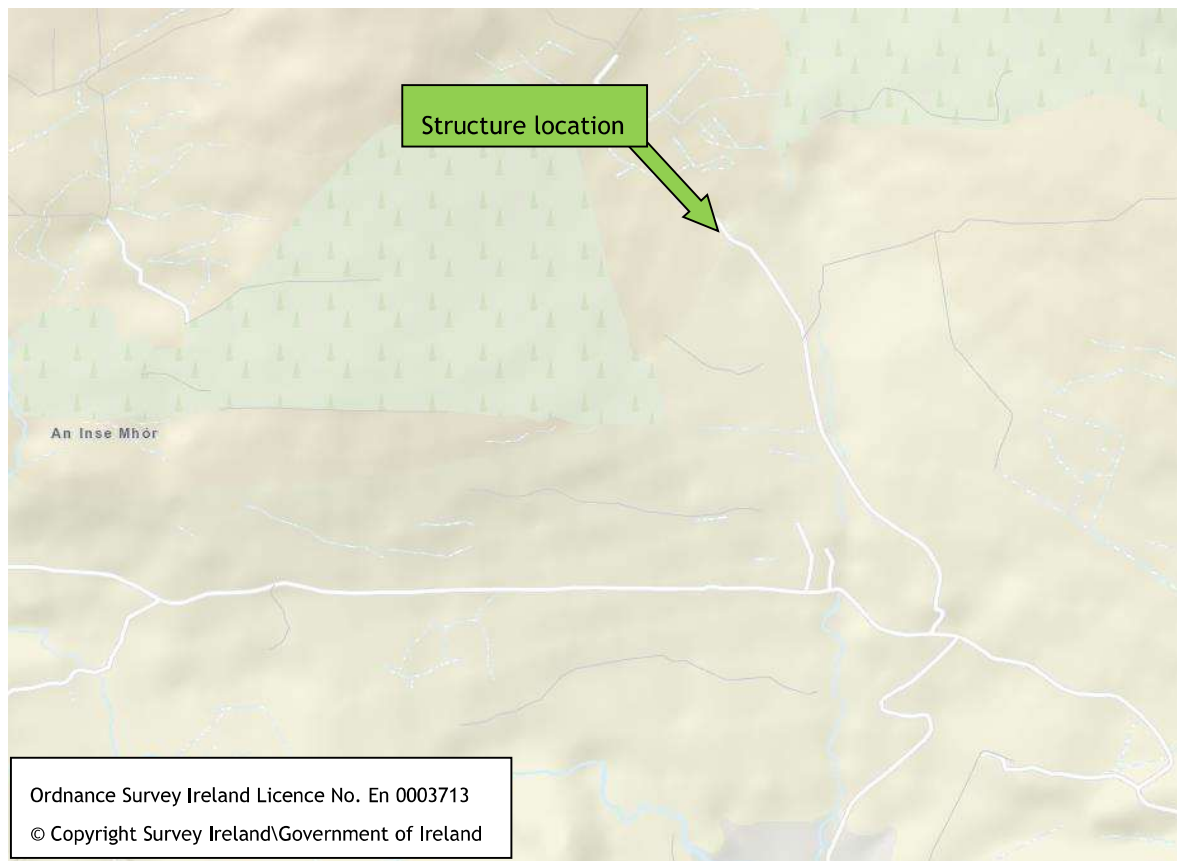 Structure location
An Inse Mhór
Ordnance Survey Ireland Licence No. En 0003713
© Copyright Survey Ireland\Government of Ireland